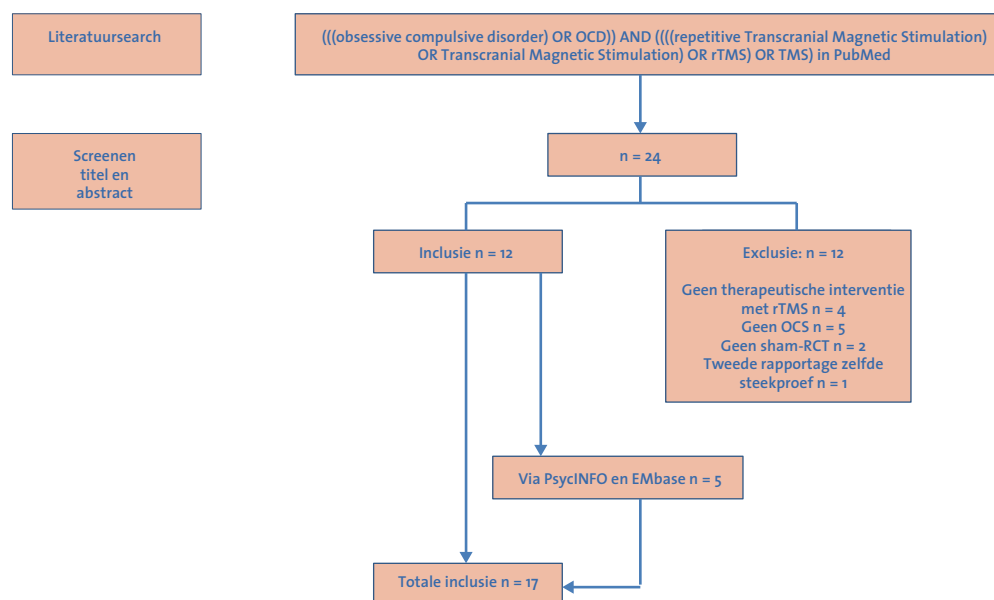 Literatuursearch
(((obsessive compulsive disorder) OR OCD)) AND ((((repetitive Transcranial Magnetic Stimulation)
OR Transcranial Magnetic Stimulation) OR rTMS) OR TMS) in PubMed
Screenen
titel en
abstract
n = 24
Inclusie n = 12
Exclusie: n = 12
Geen therapeutische interventie
met rTMS n = 4
Geen OCS n = 5
Geen sham-RCT n = 2
Tweede rapportage zelfde
steekproef n = 1
Via PsycINFO en EMbase n = 5
Totale inclusie n = 17